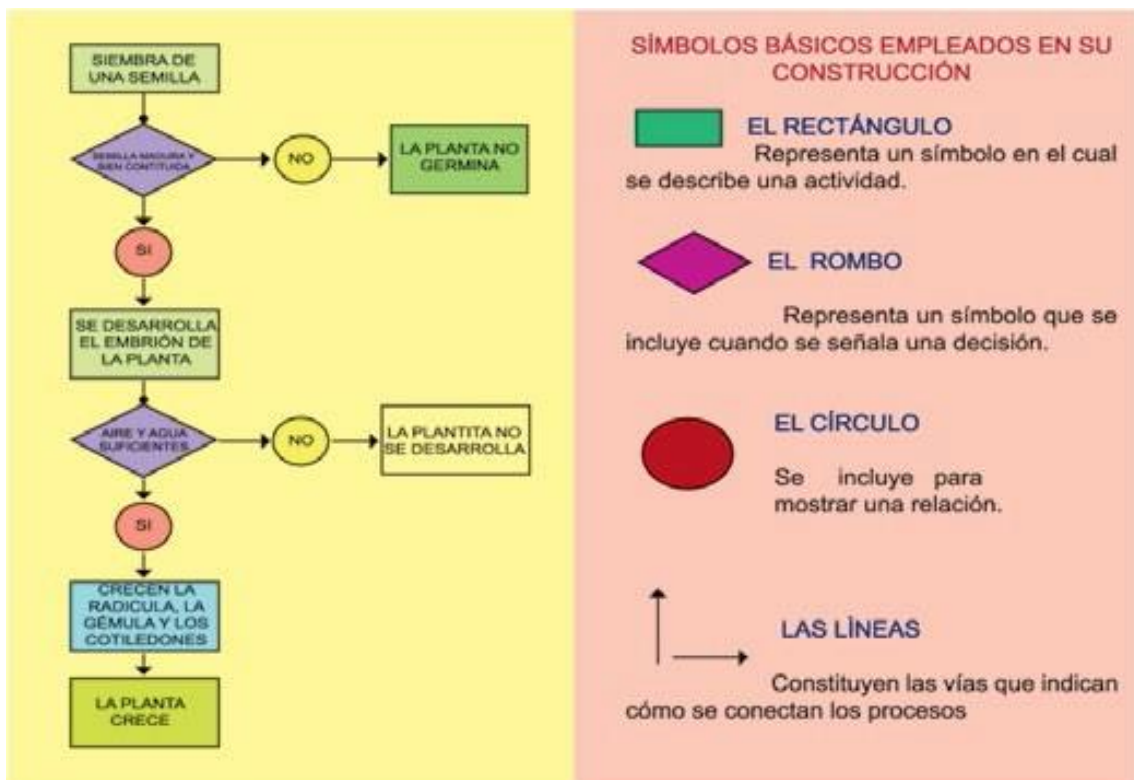 SIEMBRA DE
UNA SEMILLA
SEMILLA MADURA Y
BIEN CONTITUIDA
NO
LA PLANTA NO
GERMINA
SI
SE DESARROLLA
EL EMBRIÓN DE
LA PLANTA
AIRE Y AGUA
SUFICIENTES
NO
LA PLANTITA NO
SE DESARROLLA
SI
CRECEN LA
RADICULA, LA
GÉMULA Y LOS
COTILEDONES
LA PLANTA
CRECE
SÍMBOLOS BÁSICOS EMPLEADOS EN SU
CONSTRUCCIÓN
EL RECTÁNGULO
Representa un símbolo en el cual
se describe una actividad.
EL ROMBO
Representa un símbolo que se
incluye cuando se señala una decisión.
EL CÍRCULO
Se incluye para
mostrar una relación.
LAS LÌNEAS
Constituyen las vías que indican
cómo se conectan los procesos